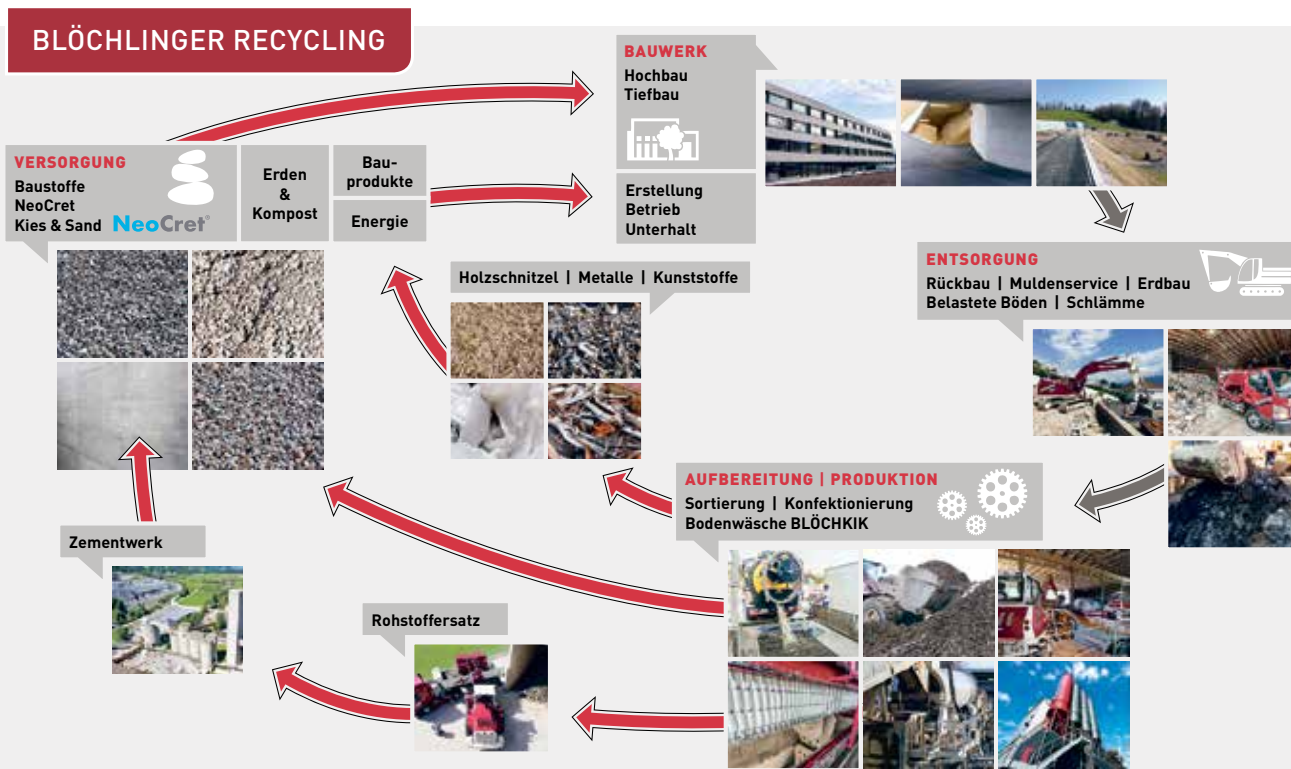 BLÖCHLINGER RECYCLING
BAUWERK
Hochbau
Tiefbau
Erstellung
Betrieb
Unterhalt
VERSORGUNG
Baustoffe
NeoCret
Kies & Sand
NeoCret®
Erden
&
Kompost
Bau-
produkte
Energie
ENTSORGUNG
Rückbau | Muldenservice | Erdbau
Belastete Böden | Schlämme
Holzschnitzel | Metalle | Kunststoffe
AUFBEREITUNG | PRODUKTION
Sortierung | Konfektionierung
Bodenwäsche BLÖCHKIK
Zementwerk
Rohstoffersatz